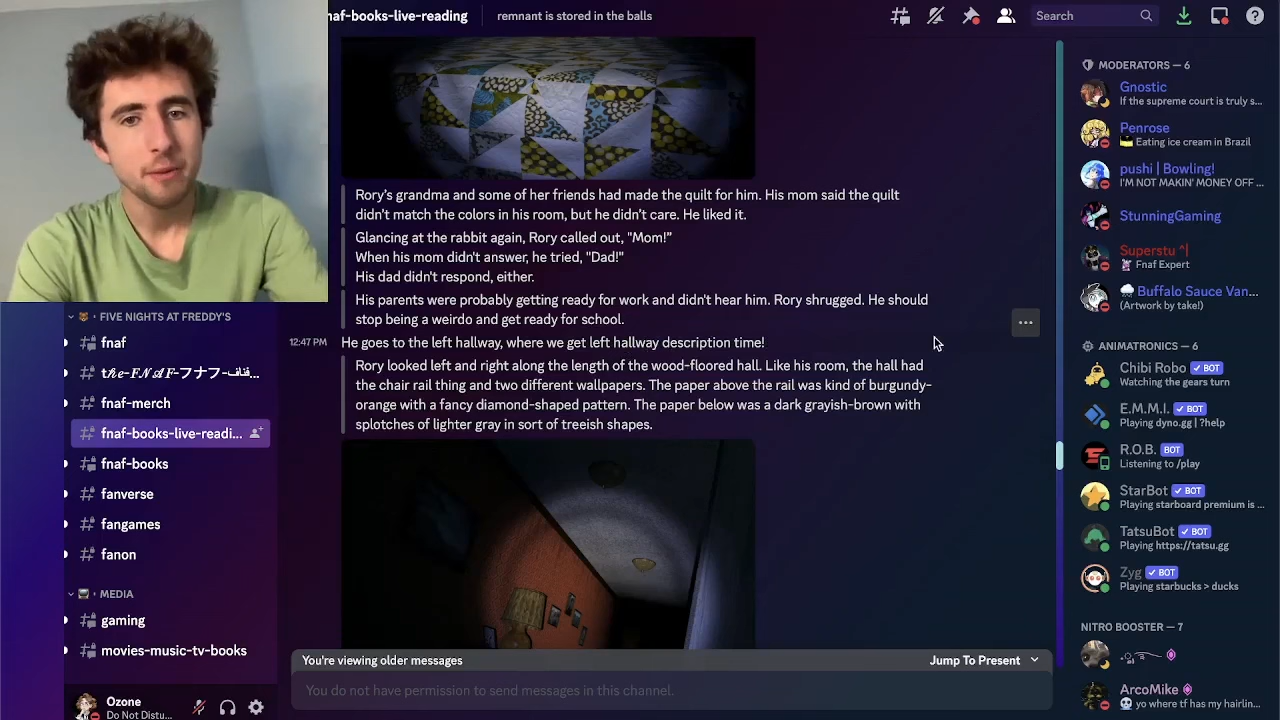 fnaf-books-live-reading
remnant is stored in the balls
Search
Rory's grandma and some of her friends had made the quilt for him. His mom said the quilt
didn't match the colors in his room, but he didn't care. He liked it.
Glancing at the rabbit again, Rory called out, "Mom!"
When his mom didn't answer, he tried, "Dad!"
His dad didn't respond, either.
His parents were probably getting ready for work and didn't hear him. Rory shrugged. He should
stop being a weirdo and get ready for school.
12:47 PM He goes to the left hallway, where we get left hallway description time!
Rory looked left and right along the length of the wood-floored hall. Like his room, the hall had
the chair rail thing and two different wallpapers. The paper above the rail was kind of burgundy-
orange with a fancy diamond-shaped pattern. The paper below was a dark grayish-brown with
splotches of lighter gray in sort of treeish shapes.
You're viewing older messages
Jump To Present
You do not have permission to send messages in this channel.
FIVE NIGHTS AT FREDDY'S
fnaf
fnaf-merch
fnaf-books-live-readi...
fnaf-books
fanverse
fangames
fanon
MEDIA
gaming
movies-music-tv-books
Ozone
Do Not Distu...
MODERATORS — 6
Gnostic
If the supreme court is truly s...
Penrose
Eating ice cream in Brazil
pushi | Bowling!
I'M NOT MAKIN' MONEY OFF ...
StunningGaming
Superstu ^|
Fnaf Expert
Buffalo Sauce Van...
(Artwork by take!)
ANIMATRONICS — 6
Chibi Robo BOT
Watching the gears turn
E.M.M.I. BOT
Playing dyno.gg | ?help
R.O.B. BOT
Listening to /play
StarBot BOT
Playing starboard premium is ...
TatsuBot BOT
Playing https://tatsu.gg
Zyg BOT
Playing starbucks > ducks
NITRO BOOSTER — 7
ArcoMike
yo where tf has my hairlin...